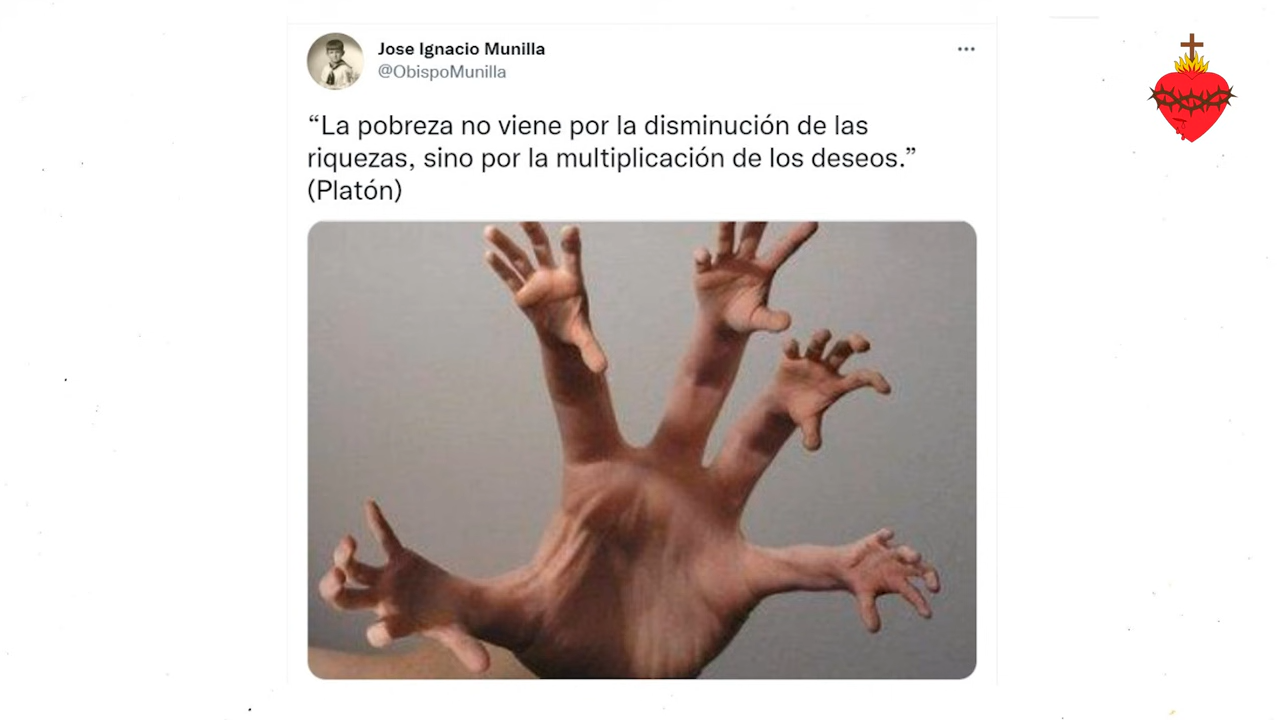 Jose Ignacio Munilla
@ObispoMunilla
“La pobreza no viene por la disminución de las
riquezas, sino por la multiplicación de los deseos.”
(Platón)